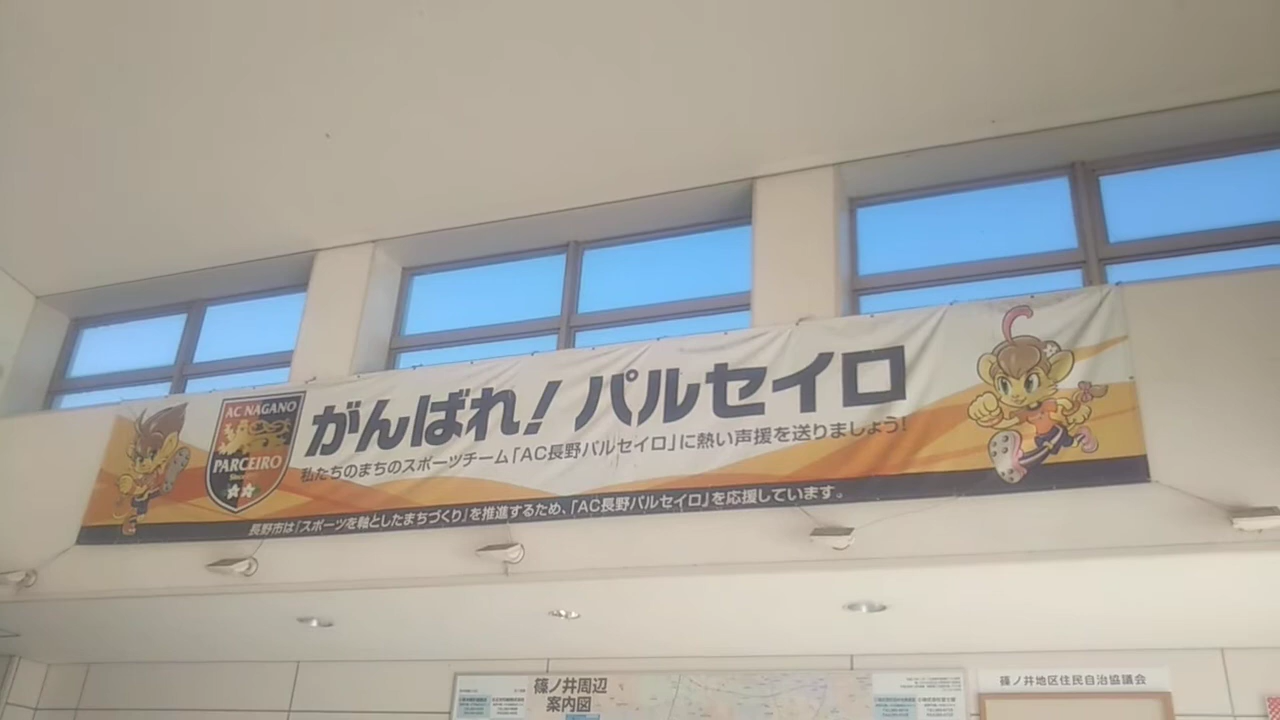 がんばれ！パルセイロ
AC NAGANO
PARCEIRO
私たちのまちのスポーツチーム「AC長野パルセイロ」に熱い声援を送りましょう！
長野市は『スポーツを軸としたまちづくり』を推進するため、「AC長野パルセイロ」を応援しています。
篠ノ井周辺
案内図
篠ノ井地区住民自治協議会